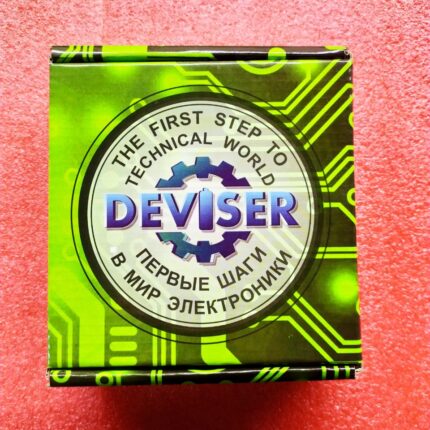 THE FIRST STEP TO
TECHNICAL WORLD
DEVISER
ПЕРВЫЕ ШАГИ
В МИР ЭЛЕКТРОНИКИ